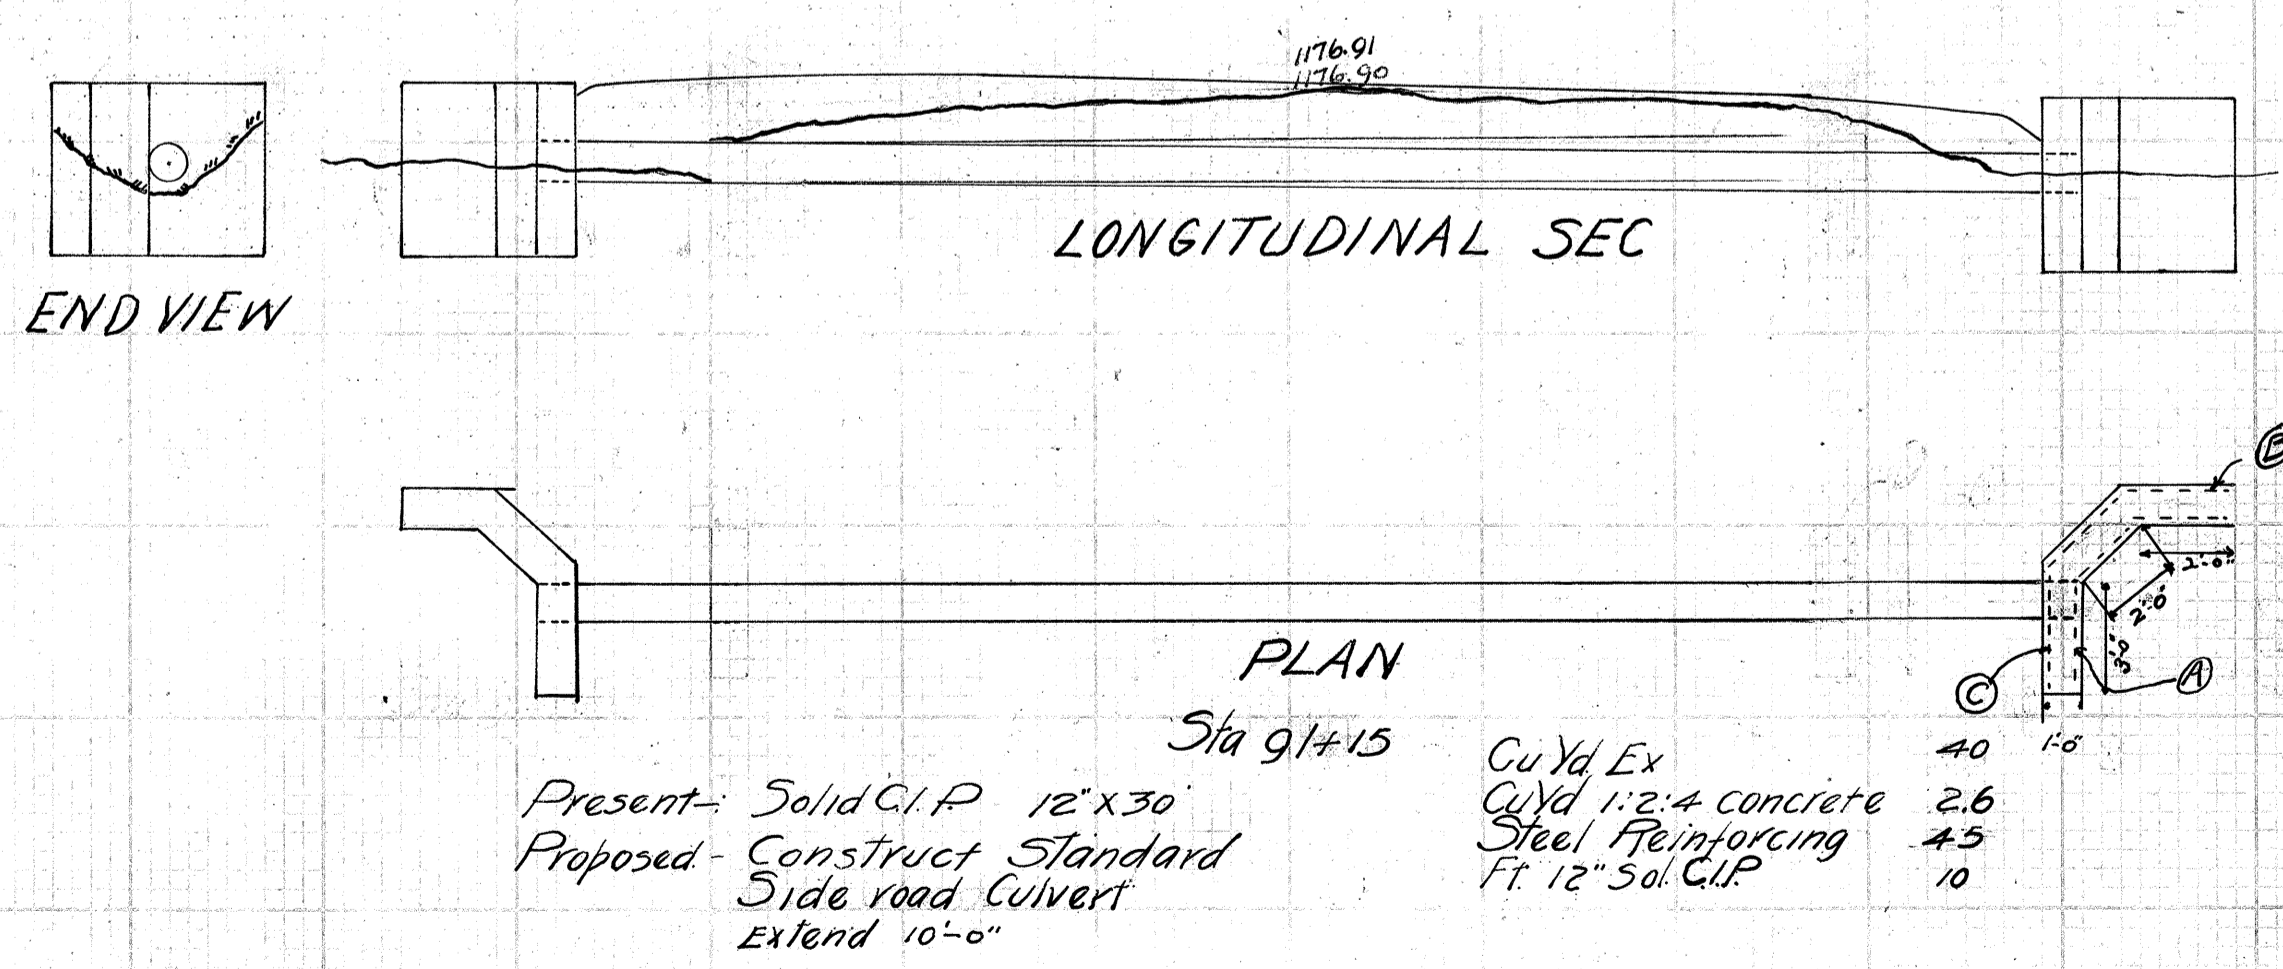 1176.91
1176.90
LONGITUDINAL SEC
END VIEW
B
2'-0"
2'-0"
3'-0
C
A
1'-0"
PLAN
Sta 91+15
Present-: Solid C.I.P. 12" X 30'
Proposed- Construct Standard
Side road Culvert
Extend 10'-0"
Cu Yd. Ex 40
Cu Yd 1:2:4 concrete 2.6
Steel Reinforcing 45
Ft. 12" Sol. C.I.P. 10